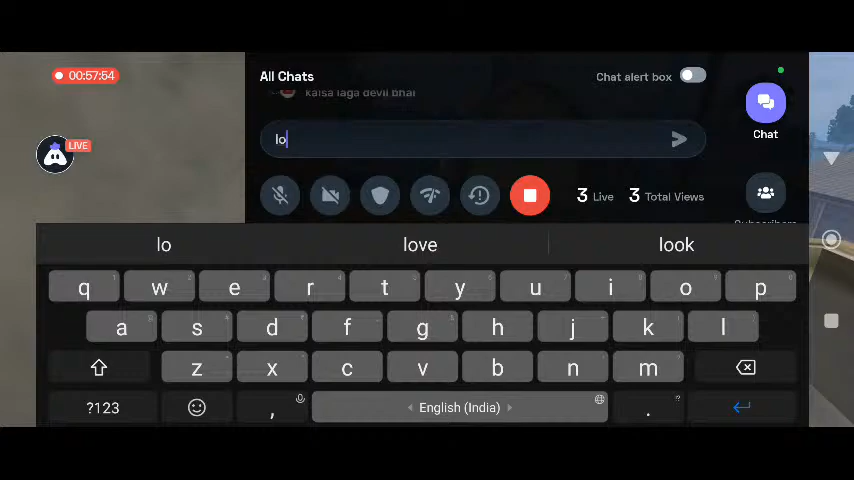 00:57:54
All Chats
Chat alert box
kaisa laga devil bhai
lo
Chat
LIVE
3 Live 3 Total Views
Subscribers
lo love look
q w e r t y u i o p
a s d f g h j k l
z x c v b n m
?123 , English (India) .